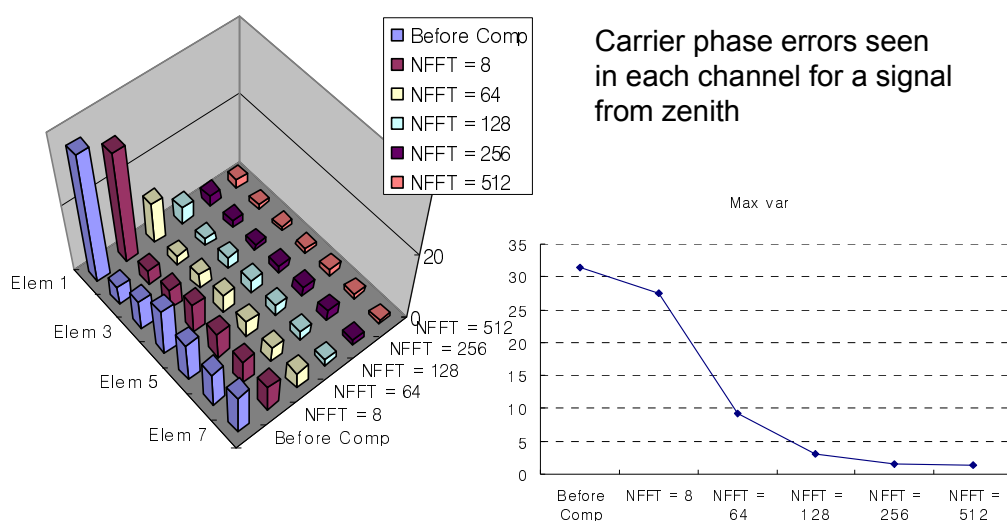 Before Comp
NFFT = 8
NFFT = 64
NFFT = 128
NFFT = 256
NFFT = 512
Carrier phase errors seen
in each channel for a signal
from zenith
20
0
Elem 1
Elem 3
Elem 5
Elem 7
NFFT = 512
NFFT = 256
NFFT = 128
NFFT = 64
NFFT = 8
Before Comp
Max var
35
30
25
20
15
10
5
0
Before
Comp
NFFT = 8
NFFT =
64
NFFT =
128
NFFT =
256
NFFT =
512